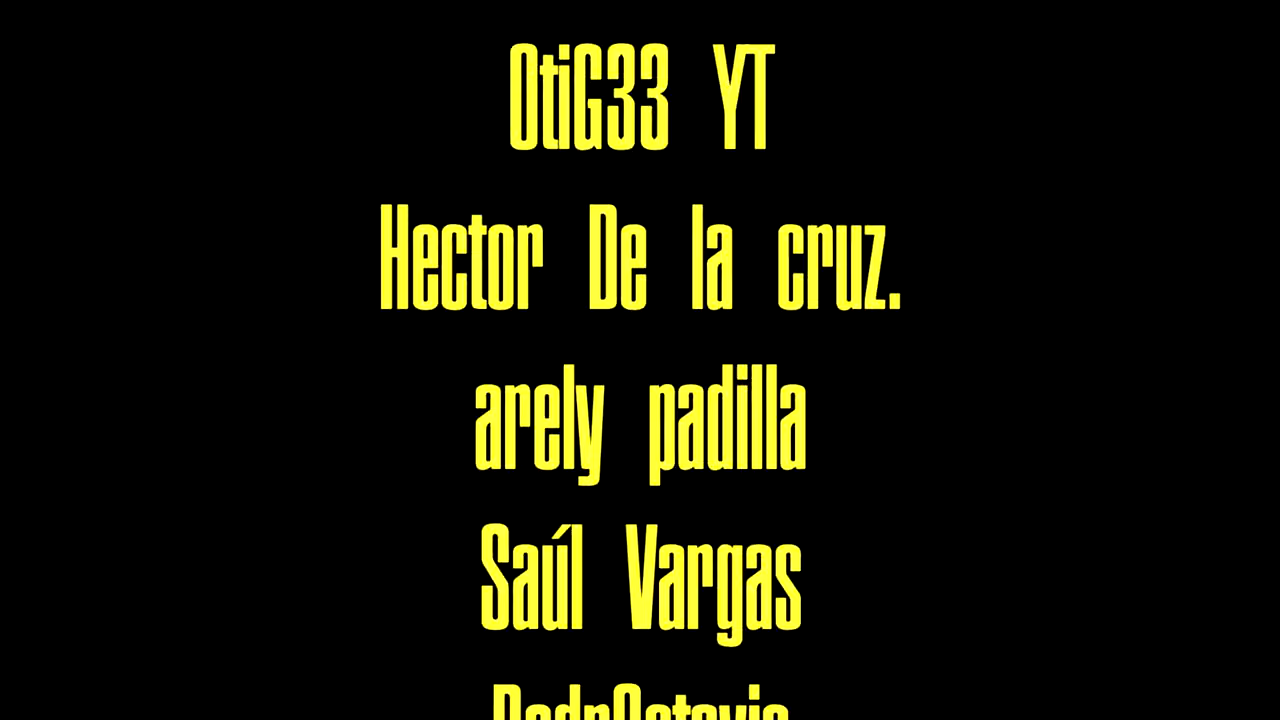 OtiG33 YT
Hector De la cruz.
arely padilla
Saúl Vargas